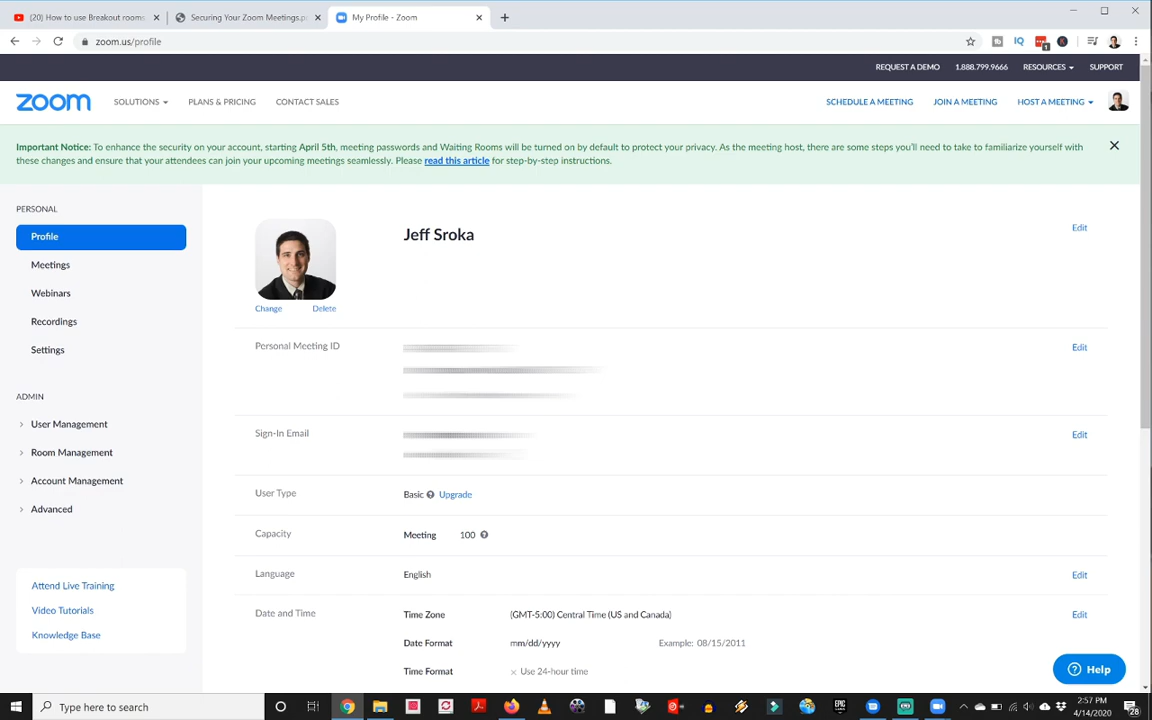 (20) How to use Breakout rooms
Securing Your Zoom Meetings.p
My Profile - Zoom
zoom.us/profile
REQUEST A DEMO 1.888.799.9666 RESOURCES SUPPORT
zoom SOLUTIONS PLANS & PRICING CONTACT SALES SCHEDULE A MEETING JOIN A MEETING HOST A MEETING
Important Notice: To enhance the security on your account, starting April 5th, meeting passwords and Waiting Rooms will be turned on by default to protect your privacy. As the meeting host, there are some steps you'll need to take to familiarize yourself with
these changes and ensure that your attendees can join your upcoming meetings seamlessly. Please read this article for step-by-step instructions.
PERSONAL
Profile
Meetings
Webinars
Recordings
Settings
ADMIN
User Management
Room Management
Account Management
Advanced
Attend Live Training
Video Tutorials
Knowledge Base
Jeff Sroka Edit
Change Delete
Personal Meeting ID Edit
Sign-In Email Edit
User Type Basic Upgrade
Capacity Meeting 100
Language English Edit
Date and Time Time Zone (GMT-5:00) Central Time (US and Canada) Edit
Date Format mm/dd/yyyy Example: 08/15/2011
Time Format × Use 24-hour time
Help
Type here to search
2:57 PM
4/14/2020
28